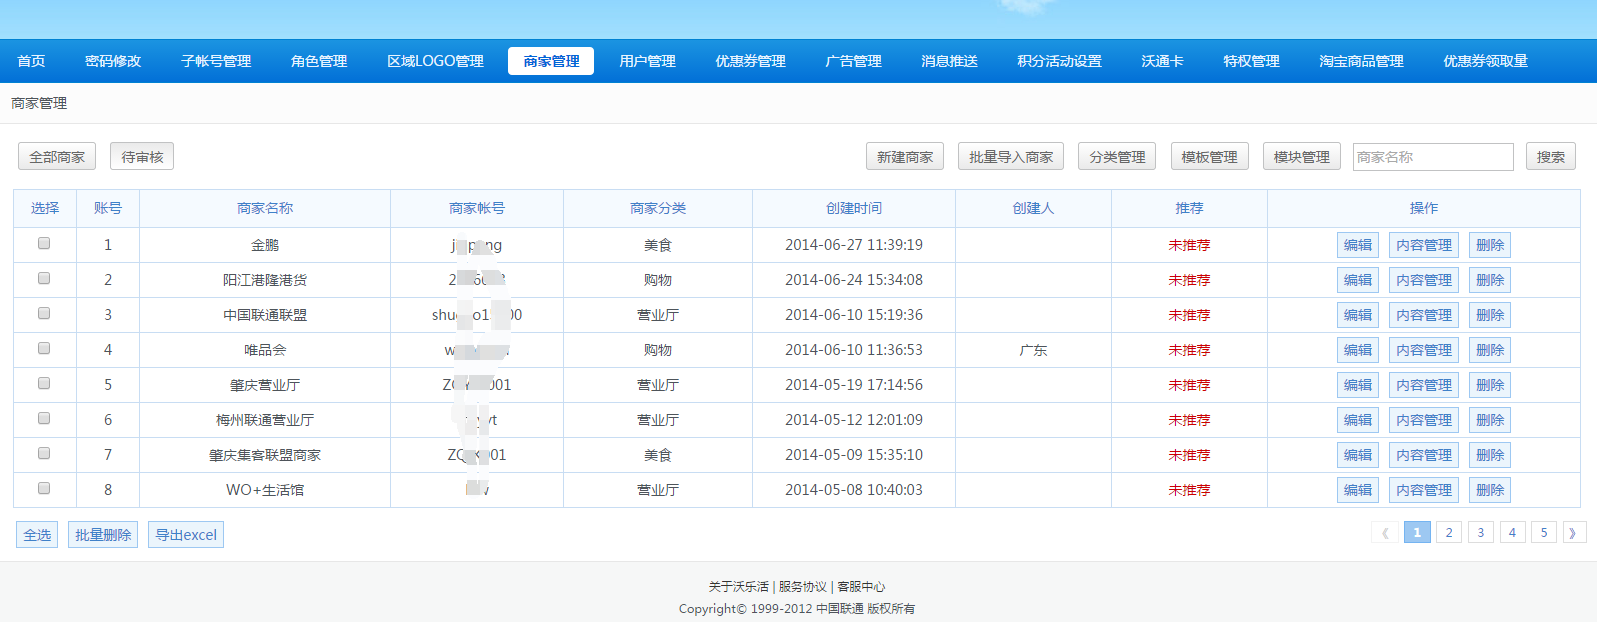 首页 密码修改 子帐号管理 角色管理 区域LOGO管理 商家管理 用户管理 优惠券管理 广告管理 消息推送 积分活动设置 沃通卡 特权管理 淘宝商品管理 优惠券领取量
商家管理
全部商家 待审核 新建商家 批量导入商家 分类管理 模板管理 模块管理 商家名称 搜索
选择 账号 商家名称 商家帐号 商家分类 创建时间 创建人 推荐 操作
1 金鹏 美食 2014-06-27 11:39:19 未推荐 编辑 内容管理 删除
2 阳江港隆港货 购物 2014-06-24 15:34:08 未推荐 编辑 内容管理 删除
3 中国联通联盟 营业厅 2014-06-10 15:19:36 未推荐 编辑 内容管理 删除
4 唯品会 购物 2014-06-10 11:36:53 广东 未推荐 编辑 内容管理 删除
5 肇庆营业厅 营业厅 2014-05-19 17:14:56 未推荐 编辑 内容管理 删除
6 梅州联通营业厅 营业厅 2014-05-12 12:01:09 未推荐 编辑 内容管理 删除
7 肇庆集客联盟商家 美食 2014-05-09 15:35:10 未推荐 编辑 内容管理 删除
8 WO+生活馆 营业厅 2014-05-08 10:40:03 未推荐 编辑 内容管理 删除
全选 批量删除 导出excel 《 1 2 3 4 5 》
关于沃乐活 | 服务协议 | 客服中心
Copyright© 1999-2012 中国联通 版权所有